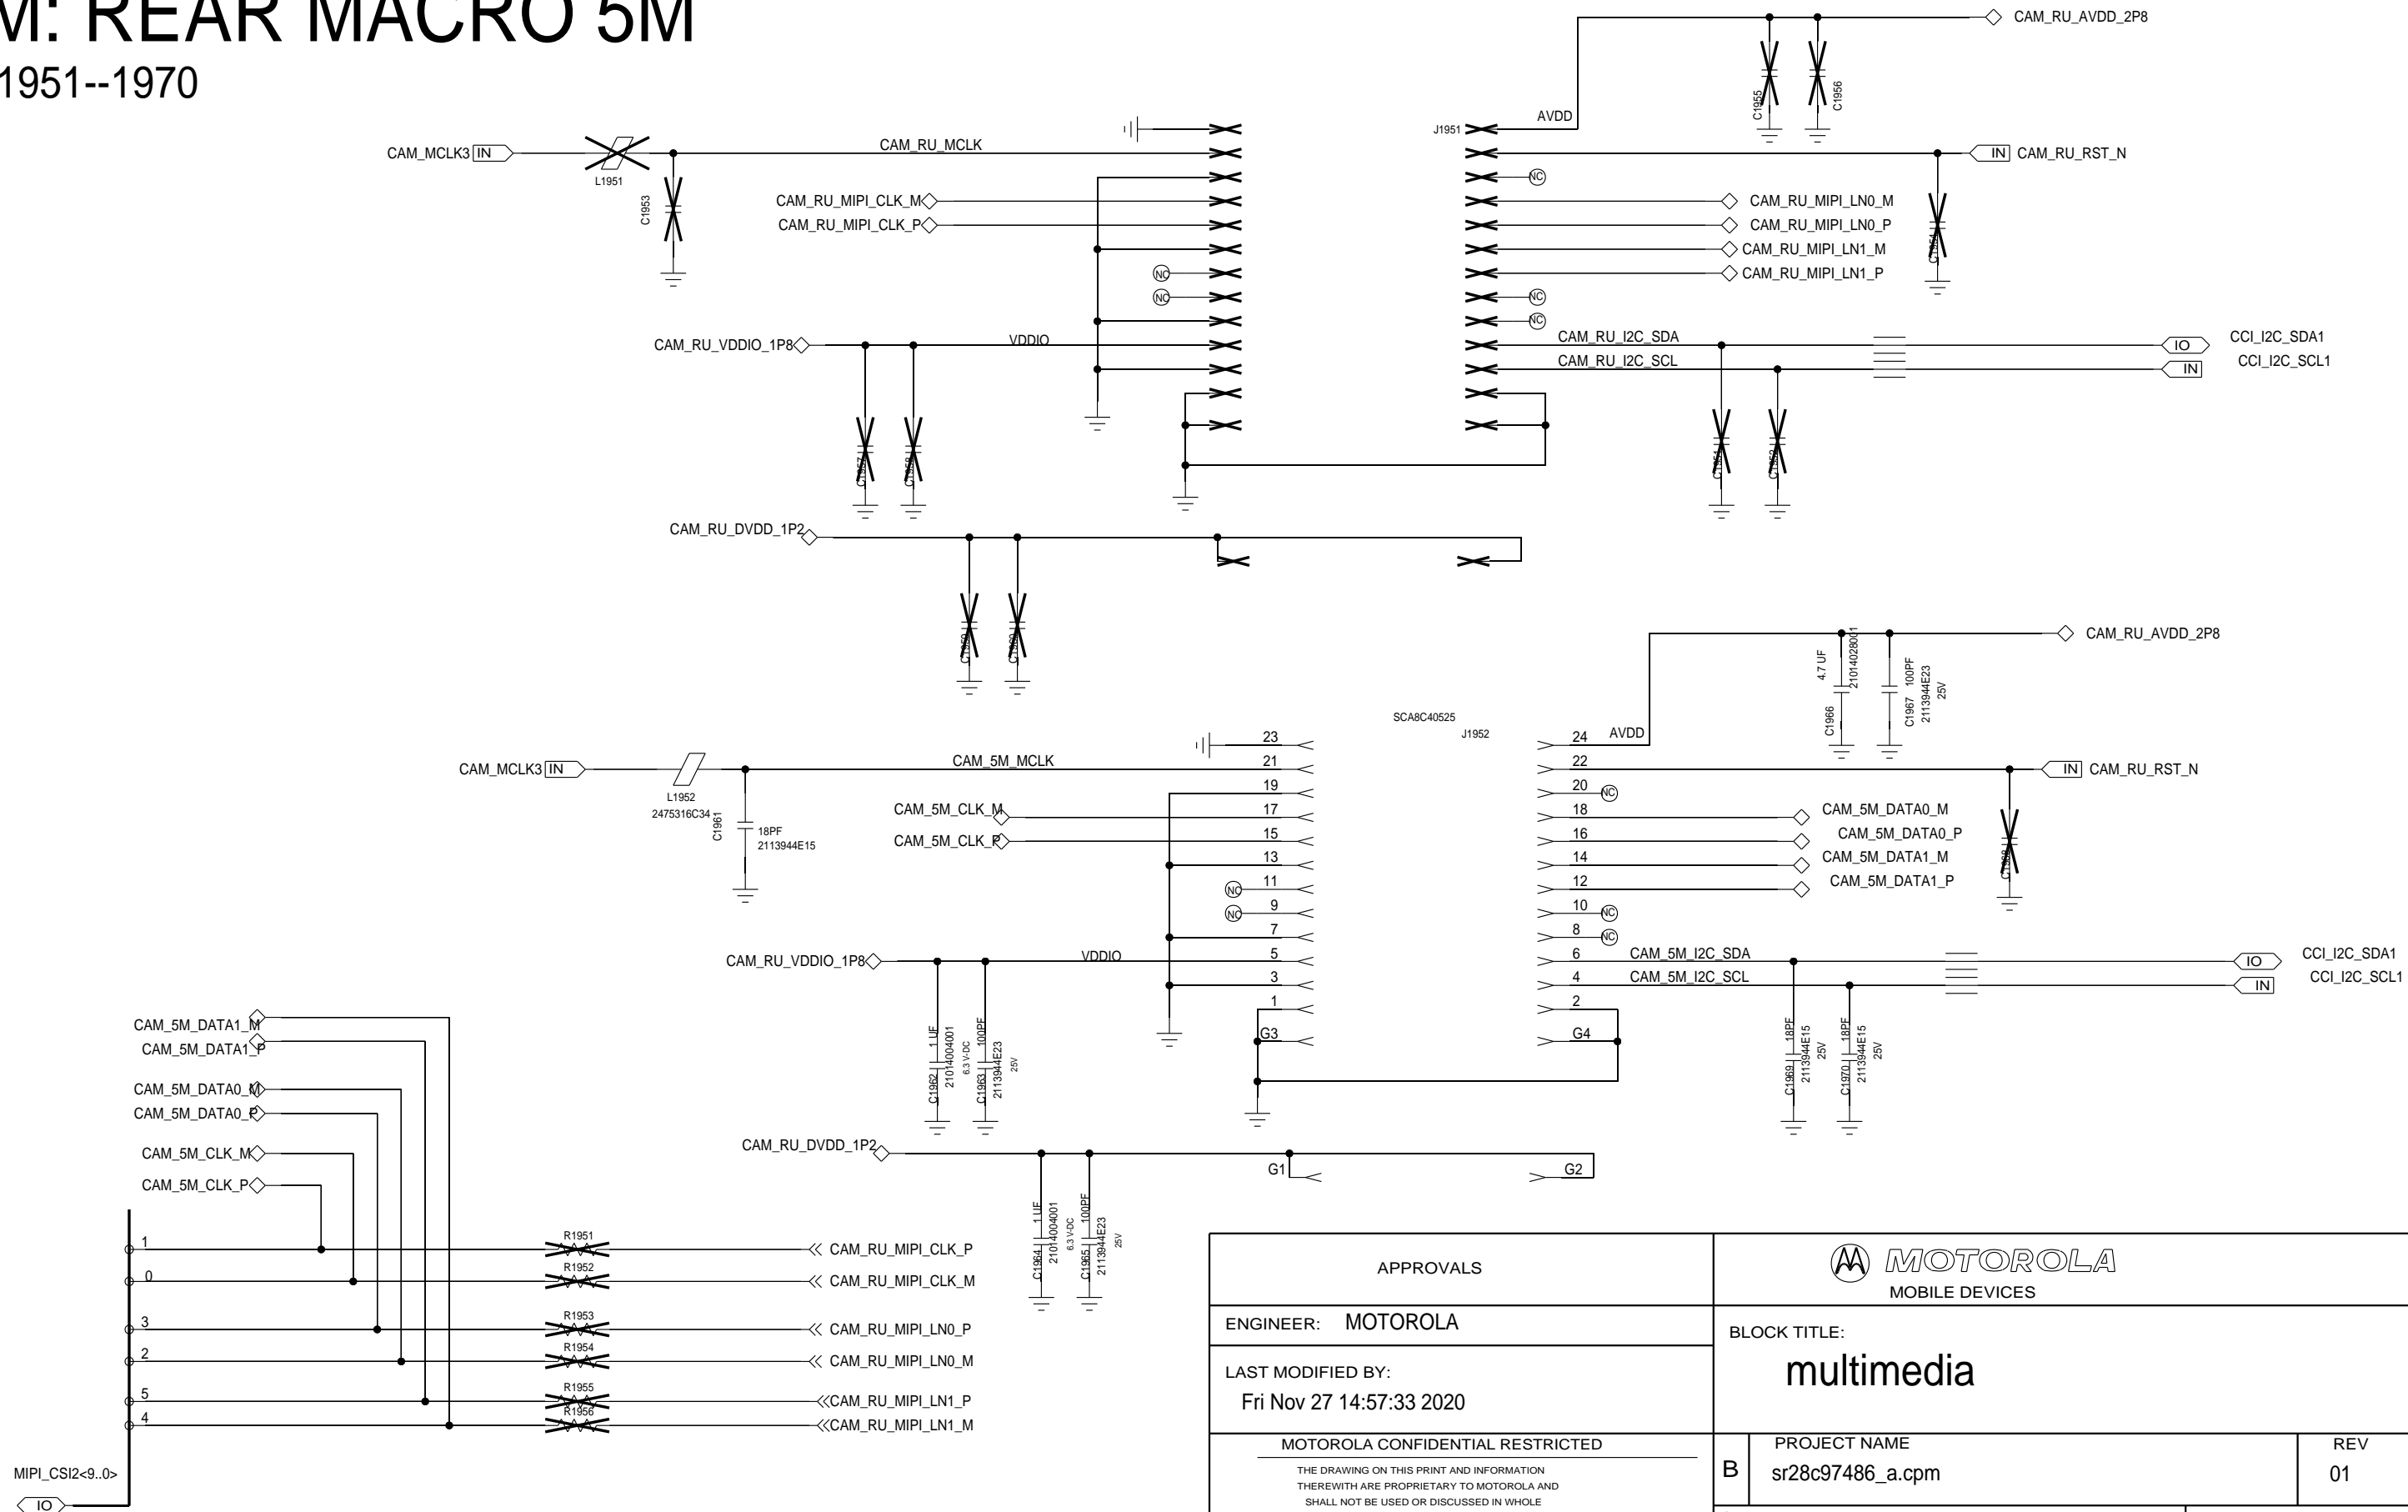 M: REAR MACRO 5M
1951--1970
CAM_RU_AVDD_2P8
C1955
C1956
AVDD
J1951
CAM_MCLK3 IN
L1951
C1953
CAM_RU_MCLK
IN CAM_RU_RST_N
NC
CAM_RU_MIPI_CLK_M
CAM_RU_MIPI_CLK_P
CAM_RU_MIPI_LN0_M
CAM_RU_MIPI_LN0_P
CAM_RU_MIPI_LN1_M
CAM_RU_MIPI_LN1_P
NC
NC
NC
NC
CAM_RU_VDDIO_1P8
VDDIO
CAM_RU_I2C_SDA
CAM_RU_I2C_SCL
IO CCI_I2C_SDA1
IN CCI_I2C_SCL1
C1957
C1958
C1951
C1952
CAM_RU_DVDD_1P2
C1959
C1960
CAM_RU_AVDD_2P8
4.7 UF
21014028001
C1966
C1967 100PF
2113944E23
25V
SCA8C40525
J1952
23
24 AVDD
CAM_MCLK3 IN
L1952
2475316C34
C1961
18PF
2113944E15
CAM_5M_MCLK
21
22
IN CAM_RU_RST_N
19
20 NC
CAM_5M_CLK_M
17
18
CAM_5M_DATA0_M
CAM_5M_CLK_P
15
16
CAM_5M_DATA0_P
13
14
CAM_5M_DATA1_M
NC 11
12
CAM_5M_DATA1_P
C1968
NC 9
10 NC
7
8 NC
CAM_RU_VDDIO_1P8
VDDIO
5
6
CAM_5M_I2C_SDA
IO CCI_I2C_SDA1
3
4
CAM_5M_I2C_SCL
IN CCI_I2C_SCL1
1
2
G3
G4
C1962 1 UF
21014004001
6.3 V-DC
C1963 100PF
2113944E23
25V
C1969 18PF
2113944E15
25V
C1970 18PF
2113944E15
25V
CAM_RU_DVDD_1P2
G1
G2
C1964 1 UF
21014004001
6.3 V-DC
C1965 100PF
2113944E23
25V
CAM_5M_DATA1_M
CAM_5M_DATA1_P
CAM_5M_DATA0_M
CAM_5M_DATA0_P
CAM_5M_CLK_M
CAM_5M_CLK_P
1
R1951
CAM_RU_MIPI_CLK_P
0
R1952
CAM_RU_MIPI_CLK_M
3
R1953
CAM_RU_MIPI_LN0_P
2
R1954
CAM_RU_MIPI_LN0_M
5
R1955
CAM_RU_MIPI_LN1_P
4
R1956
CAM_RU_MIPI_LN1_M
MIPI_CSI2<9..0>
IO
APPROVALS
ENGINEER: MOTOROLA
LAST MODIFIED BY:
Fri Nov 27 14:57:33 2020
MOTOROLA CONFIDENTIAL RESTRICTED
THE DRAWING ON THIS PRINT AND INFORMATION
THEREWITH ARE PROPRIETARY TO MOTOROLA AND
SHALL NOT BE USED OR DISCUSSED IN WHOLE
MOTOROLA
MOBILE DEVICES
BLOCK TITLE:
multimedia
B
PROJECT NAME
sr28c97486_a.cpm
REV
01